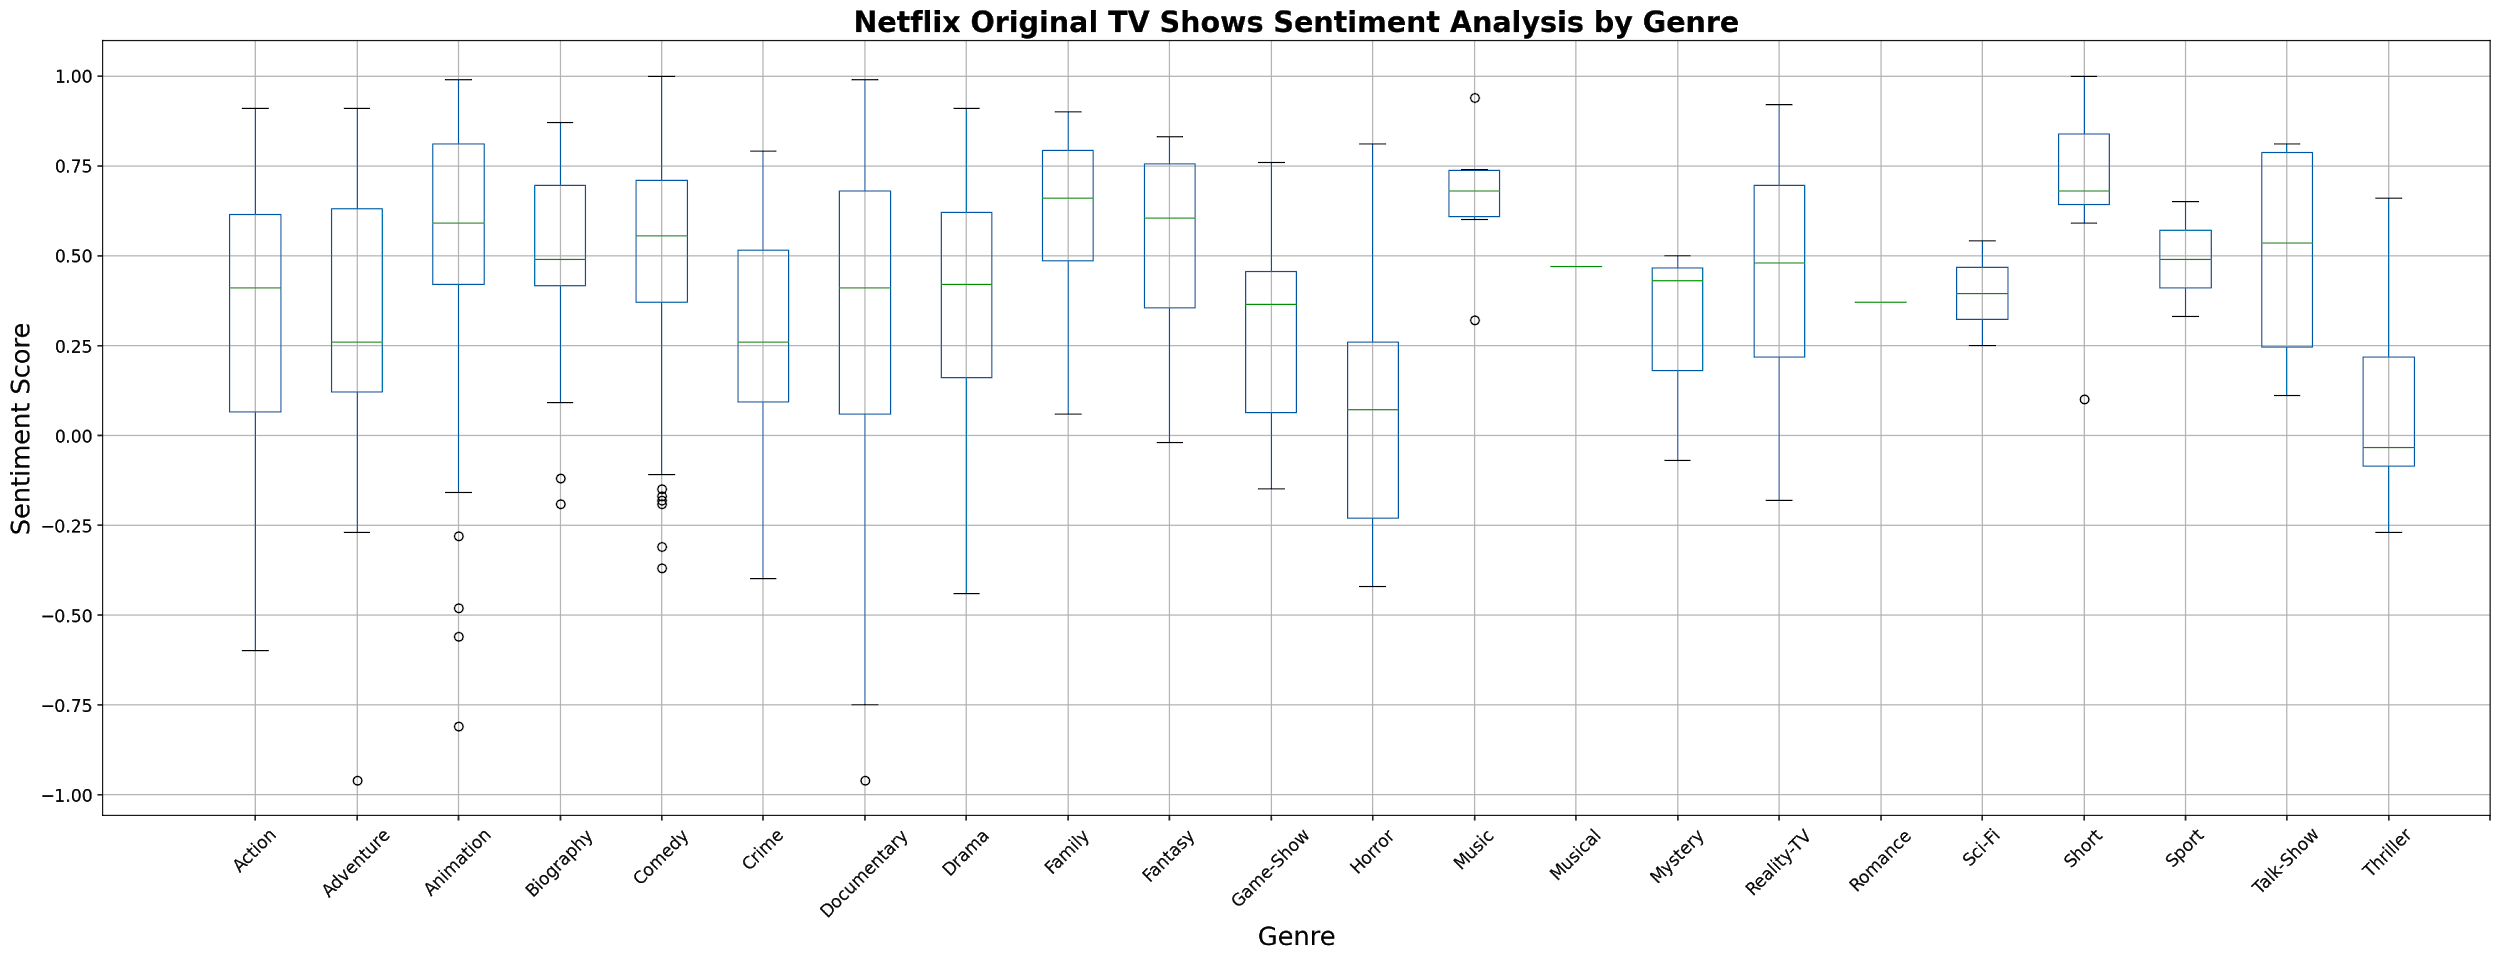 Netflix Original TV Shows Sentiment Analysis by Genre
Sentiment Score
1.00
0.75
0.50
0.25
0.00
−0.25
−0.50
−0.75
−1.00
Action
Adventure
Animation
Biography
Comedy
Crime
Documentary
Drama
Family
Fantasy
Game-Show
Horror
Music
Musical
Mystery
Reality-TV
Romance
Sci-Fi
Short
Sport
Talk-Show
Thriller
Genre